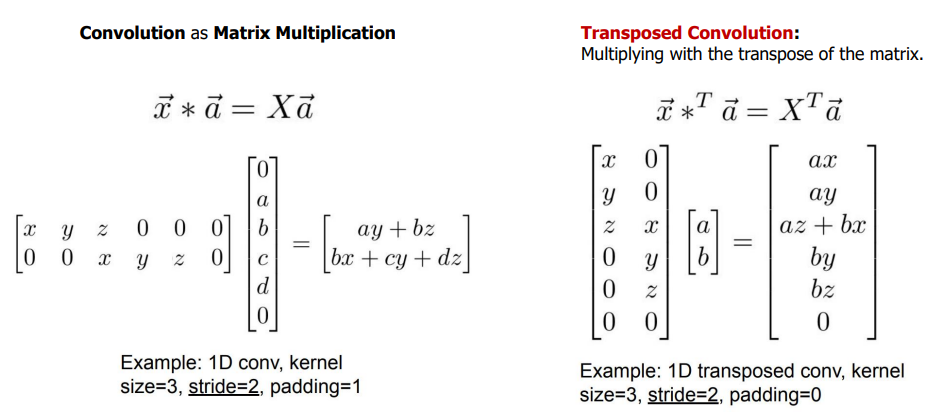 Convolution as Matrix Multiplication
$\vec{x} * \vec{a} = X\vec{a}$
$\begin{bmatrix} x & y & z & 0 & 0 & 0 \\ 0 & 0 & x & y & z & 0 \end{bmatrix} \begin{bmatrix} 0 \\ a \\ b \\ c \\ d \\ 0 \end{bmatrix} = \begin{bmatrix} ay + bz \\ bx + cy + dz \end{bmatrix}$
Example: 1D conv, kernel
size=3, stride=2, padding=1
Transposed Convolution:
Multiplying with the transpose of the matrix.
$\vec{x} *^T \vec{a} = X^T\vec{a}$
$\begin{bmatrix} x & 0 \\ y & 0 \\ z & x \\ 0 & y \\ 0 & z \\ 0 & 0 \end{bmatrix} \begin{bmatrix} a \\ b \end{bmatrix} = \begin{bmatrix} ax \\ ay \\ az + bx \\ by \\ bz \\ 0 \end{bmatrix}$
Example: 1D transposed conv, kernel
size=3, stride=2, padding=0